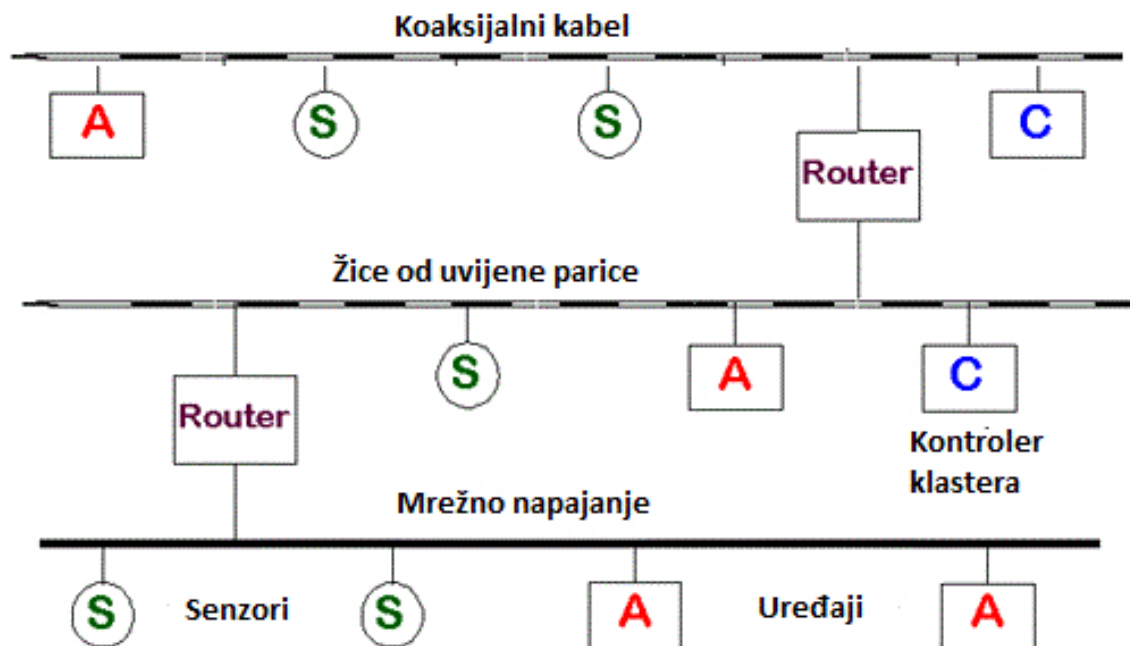 Koaksijalni kabel
A
S
S
Router
C
Žice od uvijene parice
Router
S
A
C
Kontroler
klastera
Mrežno napajanje
S
Senzori
S
A
Uređaji
A